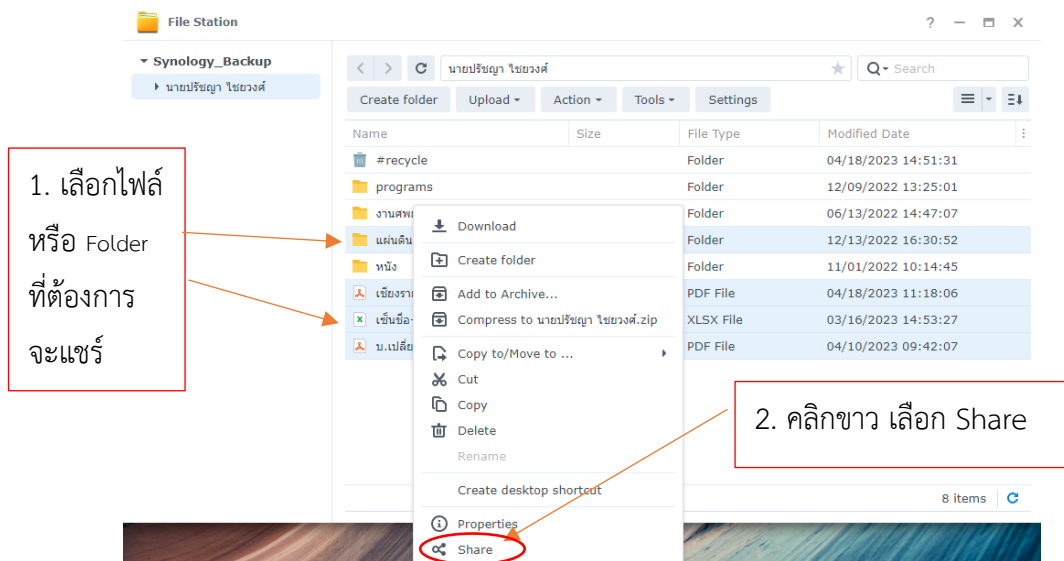 File Station
Synology_Backup
นายปรัชญา ไชยวงศ์
นายปรัชญา ไชยวงศ์
Search
Create folder
Upload
Action
Tools
Settings
Name Size File Type Modified Date
#recycle Folder 04/18/2023 14:51:31
programs Folder 12/09/2022 13:25:01
Folder 06/13/2022 14:47:07
แผ่นดิน Folder 12/13/2022 16:30:52
หนัง Folder 11/01/2022 10:14:45
PDF File 04/18/2023 11:18:06
XLSX File 03/16/2023 14:53:27
PDF File 04/10/2023 09:42:07
Download
Create folder
Add to Archive...
Compress to นายปรัชญา ไชยวงศ์.zip
Copy to/Move to ...
Cut
Copy
Delete
Rename
Create desktop shortcut
Properties
Share
8 items
1. เลือกไฟล์
หรือ Folder
ที่ต้องการ
จะแชร์
2. คลิกขวา เลือก Share